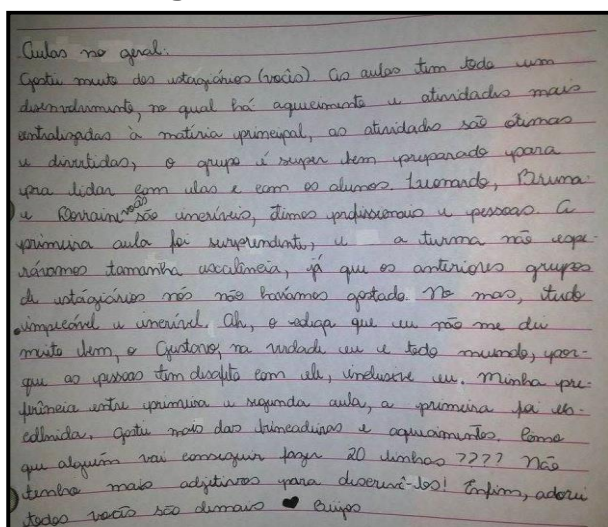 Aulas no geral:
Gostei muito dos estagiários (vocês). As aulas tem todo um
desenvolvimento, no qual há aquecimento e atividades mais
centralizadas à matéria principal, as atividades são ótimas
e divertidas, o grupo é super bem preparado para
pra lidar com elas e com os alunos. Leonardo, Bruna
e vocês são incríveis, ótimos profissionais e pessoas. A
primeira aula foi surpreendente, e a turma não espe-
rávamos tamanha excelência, já que os anteriores grupos
de estágiários nós não havíamos gostado. No mas, tudo
impecável e incrível. Ah, o colega que eu não me dei
muito bem, o Gustavo, na verdade eu e todo mundo, por-
que as pessoas tem desafeto com ele, inclusive eu. Minha pre-
ferência entre primeira e segunda aula, a primeira foi es-
colhida, gostei mais das brincadeiras e aquecimentos. Como
que alguém vai conseguir fazer 20 linhas ???? Não
tenho mais adjetivos para descrevê-los! Enfim, adorei
todos vocês são demais ♥ Beijos